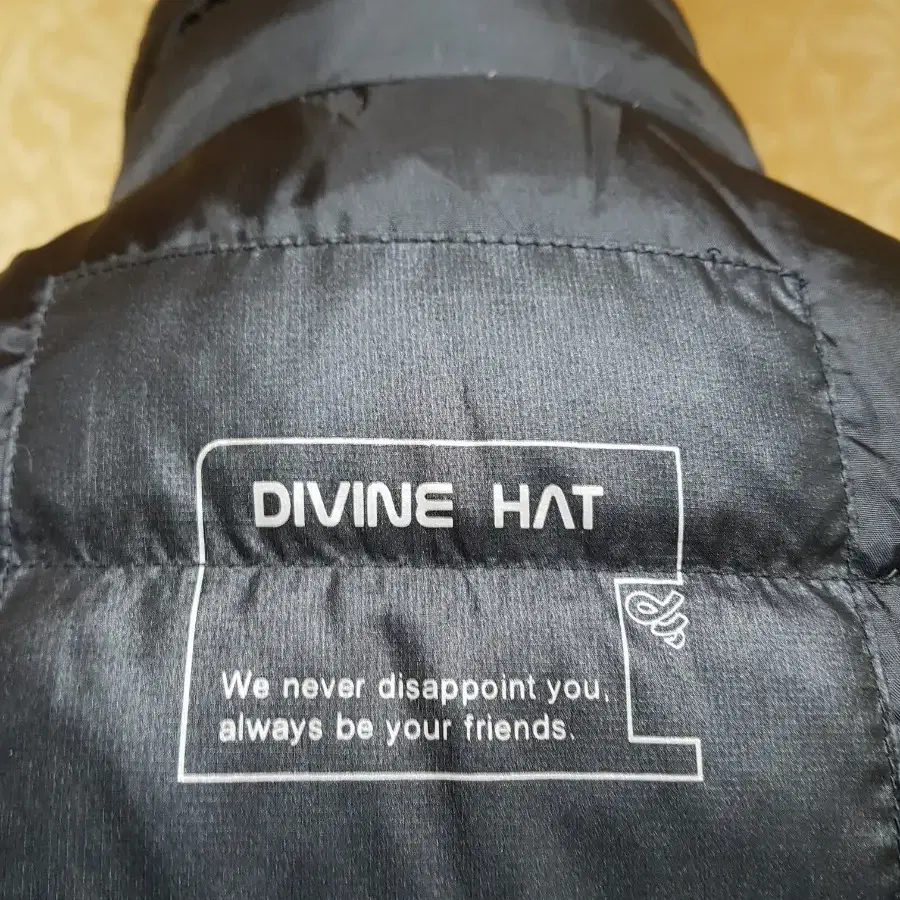 DIVINE HAT
We never disappoint you,
always be your friends.